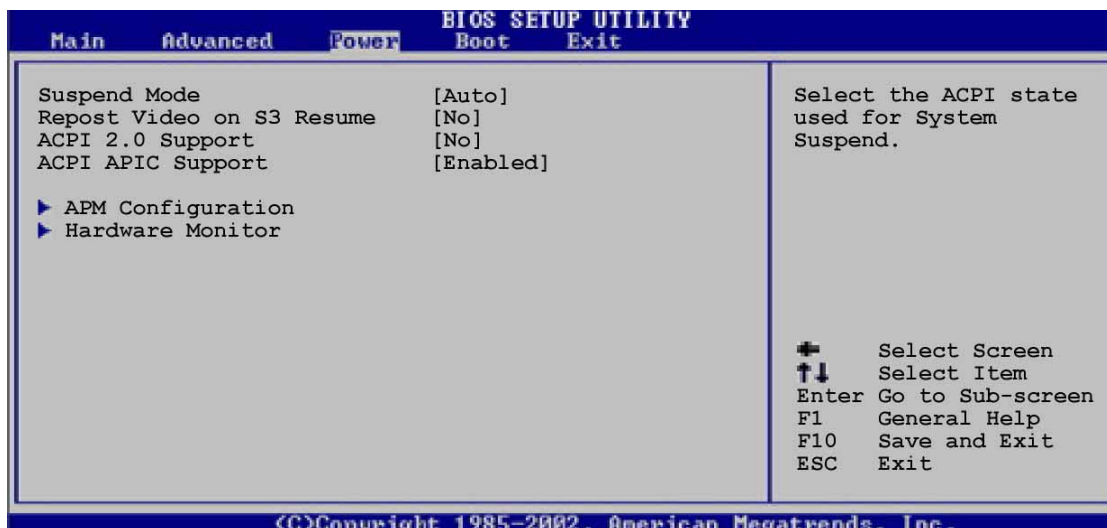 BIOS SETUP UTILITY
Main Advanced Power Boot Exit
Suspend Mode [Auto]
Repost Video on S3 Resume [No]
ACPI 2.0 Support [No]
ACPI APIC Support [Enabled]
APM Configuration
Hardware Monitor
Select the ACPI state
used for System
Suspend.
Select Screen
↑↓ Select Item
Enter Go to Sub-screen
F1 General Help
F10 Save and Exit
ESC Exit
(C)Copyright 1985-2002, American Megatrends, Inc.